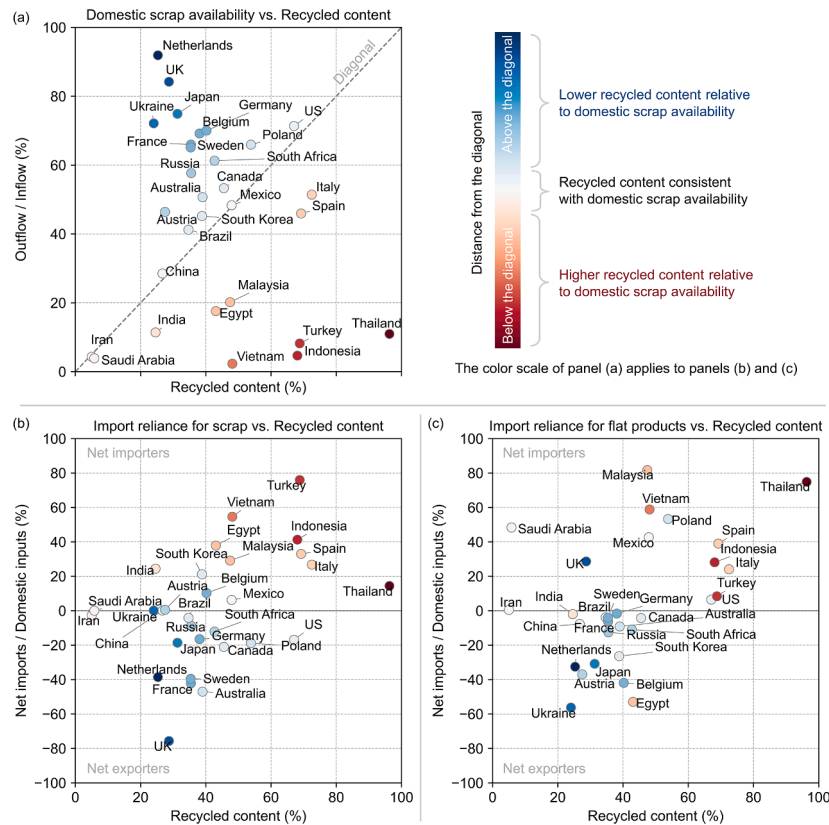 (a)
Domestic scrap availability vs. Recycled content
100
80
60
40
20
0
Outflow / Inflow (%)
Netherlands
UK
Diagonal
Ukraine
Japan
Belgium
Germany
US
France
Sweden
Poland
Russia
South Africa
Australia
Canada
Mexico
Italy
Spain
Austria
South Korea
Brazil
China
Malaysia
Egypt
India
Iran
Saudi Arabia
Vietnam
Turkey
Indonesia
Thailand
0
20
40
60
80
100
Recycled content (%)
Distance from the diagonal
Above the diagonal
Below the diagonal
Lower recycled content relative
to domestic scrap availability
Recycled content consistent
with domestic scrap availability
Higher recycled content relative
to domestic scrap availability
The color scale of panel (a) applies to panels (b) and (c)
(b)
Import reliance for scrap vs. Recycled content
Net importers
100
80
60
40
20
0
−20
−40
−60
−80
−100
Net imports / Domestic inputs (%)
Turkey
Vietnam
Egypt
Indonesia
South Korea
Malaysia
Spain
India
Austria
Belgium
Italy
Saudi Arabia
Brazil
Mexico
Thailand
Iran
Ukraine
South Africa
Russia
US
China
Japan
Germany
Canada
Poland
Netherlands
Sweden
France
Australia
UK
Net exporters
0
20
40
60
80
100
Recycled content (%)
(c)
Import reliance for flat products vs. Recycled content
Net importers
100
80
60
40
20
0
−20
−40
−60
−80
−100
Net imports / Domestic inputs (%)
Malaysia
Thailand
Vietnam
Saudi Arabia
Poland
Mexico
Spain
UK
Indonesia
Italy
Turkey
Iran
India
Sweden
US
Brazil
Germany
China
France
Canada
Australia
Russia
South Africa
Netherlands
South Korea
Japan
Austria
Belgium
Ukraine
Egypt
Net exporters
0
20
40
60
80
100
Recycled content (%)